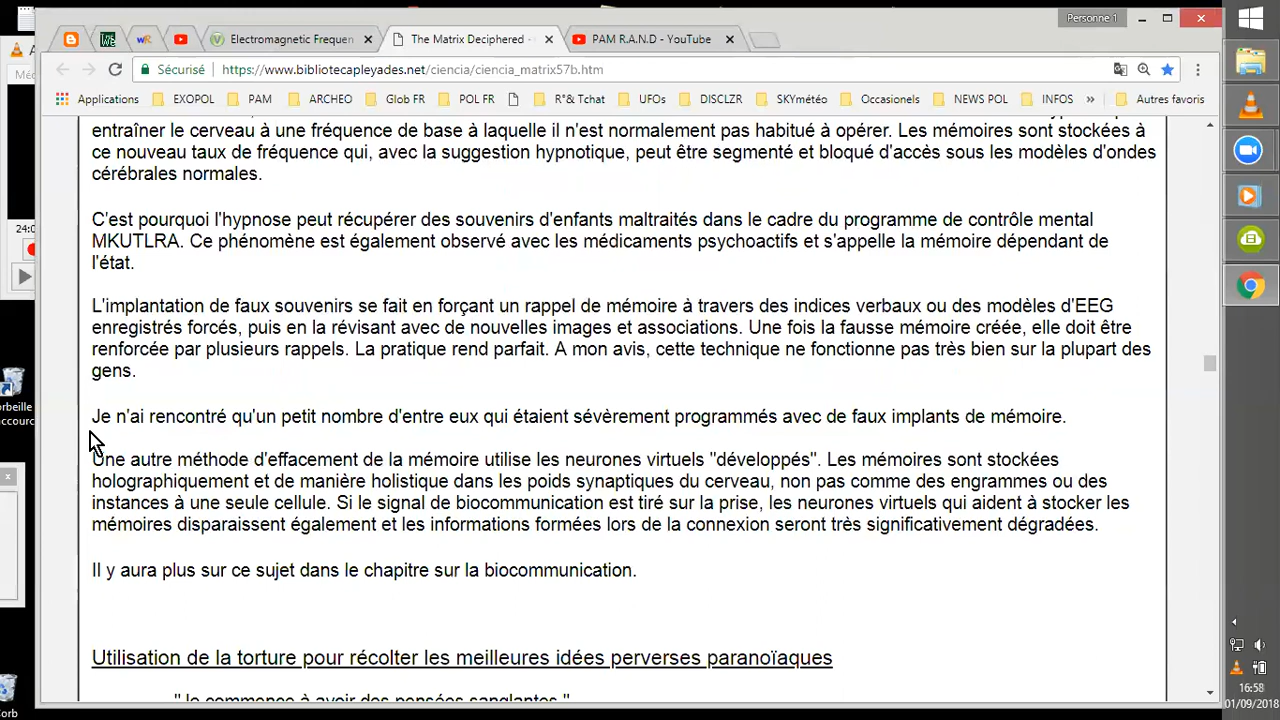 Personne 1
Electromagnetic Frequen
The Matrix Deciphered -
PAM R.A.N.D - YouTube
Sécurisé
https://www.bibliotecapleyades.net/ciencia/ciencia_matrix57b.htm
Applications EXOPOL PAM ARCHEO Glob FR POL FR R°& Tchat UFOs DISCLZR SKYmétéo Occasionels NEWS POL INFOS » Autres favoris
entraîner le cerveau à une fréquence de base à laquelle il n'est normalement pas habitué à opérer. Les mémoires sont stockées à
ce nouveau taux de fréquence qui, avec la suggestion hypnotique, peut être segmenté et bloqué d'accès sous les modèles d'ondes
cérébrales normales.
C'est pourquoi l'hypnose peut récupérer des souvenirs d'enfants maltraités dans le cadre du programme de contrôle mental
MKUTLRA. Ce phénomène est également observé avec les médicaments psychoactifs et s'appelle la mémoire dépendant de
l'état.
L'implantation de faux souvenirs se fait en forçant un rappel de mémoire à travers des indices verbaux ou des modèles d'EEG
enregistrés forcés, puis en la révisant avec de nouvelles images et associations. Une fois la fausse mémoire créée, elle doit être
renforcée par plusieurs rappels. La pratique rend parfait. A mon avis, cette technique ne fonctionne pas très bien sur la plupart des
gens.
Je n'ai rencontré qu'un petit nombre d'entre eux qui étaient sévèrement programmés avec de faux implants de mémoire.
Une autre méthode d'effacement de la mémoire utilise les neurones virtuels "développés". Les mémoires sont stockées
holographiquement et de manière holistique dans les poids synaptiques du cerveau, non pas comme des engrammes ou des
instances à une seule cellule. Si le signal de biocommunication est tiré sur la prise, les neurones virtuels qui aident à stocker les
mémoires disparaissent également et les informations formées lors de la connexion seront très significativement dégradées.
Il y aura plus sur ce sujet dans le chapitre sur la biocommunication.
Utilisation de la torture pour récolter les meilleures idées perverses paranoïaques
"Je commence à avoir des pensées sanglantes."
24:0
orbeille
accourc
Corb
16:58
01/09/2018